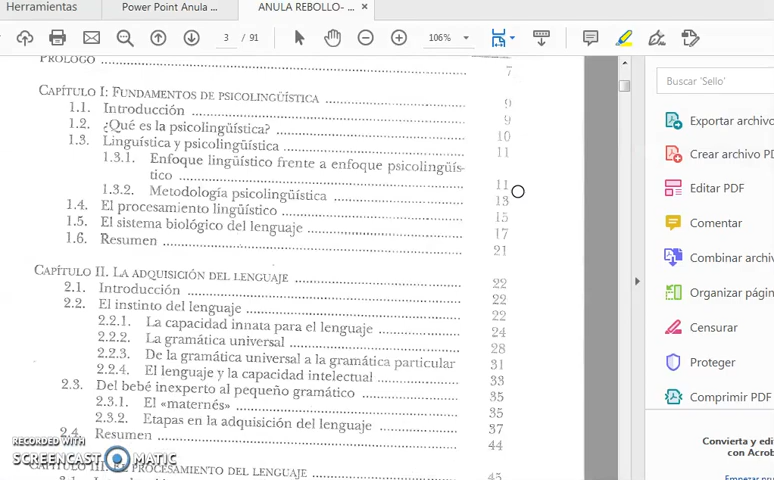 Herramientas
Power Point Anula ...
ANULA REBOLLO- ... ×
3 / 91
106%
PRÓLOGO 7
CAPÍTULO I: FUNDAMENTOS DE PSICOLINGÜÍSTICA 9
1.1. Introducción 9
1.2. ¿Qué es la psicolingüística? 10
1.3. Lingüística y psicolingüística 11
1.3.1. Enfoque lingüístico frente a enfoque psicolingüís-
tico 11
1.3.2. Metodología psicolingüística 13
1.4. El procesamiento lingüístico 15
1.5. El sistema biológico del lenguaje 17
1.6. Resumen 21
CAPÍTULO II. LA ADQUISICIÓN DEL LENGUAJE 22
2.1. Introducción 22
2.2. El instinto del lenguaje 22
2.2.1. La capacidad innata para el lenguaje 24
2.2.2. La gramática universal 28
2.2.3. De la gramática universal a la gramática particular 31
2.2.4. El lenguaje y la capacidad intelectual 33
2.3. Del bebé inexperto al pequeño gramático 35
2.3.1. El «maternés» 35
2.3.2. Etapas en la adquisición del lenguaje 37
2.4. Resumen 44
CAPÍTULO III. EL PROCESAMIENTO DEL LENGUAJE 45
Buscar 'Sello'
Exportar archivo
Crear archivo PD
Editar PDF
Comentar
Combinar archiv
Organizar págin
Censurar
Proteger
Comprimir PDF
Convierta y edi
con Acrob
RECORDED WITH
SCREENCAST MATIC